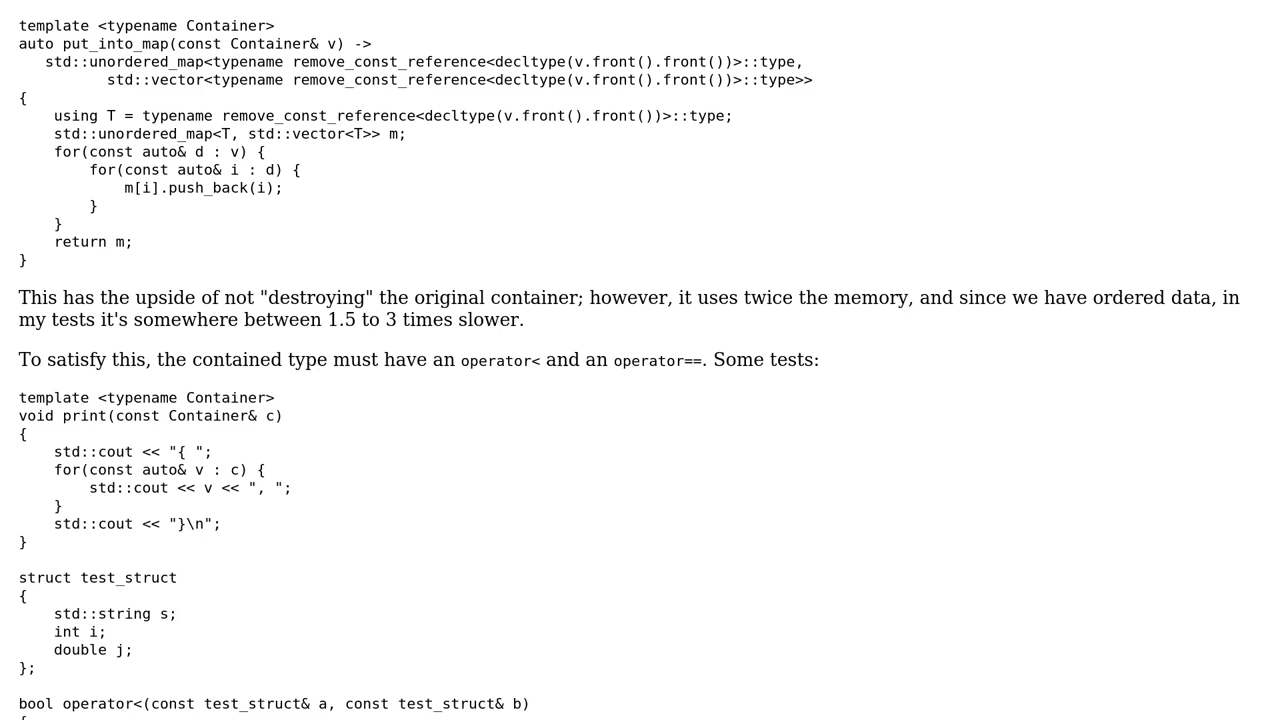 template <typename Container>
auto put_into_map(const Container& v) ->
   std::unordered_map<typename remove_const_reference<decltype(v.front().front())>::type,
          std::vector<typename remove_const_reference<decltype(v.front().front())>::type>>
{
    using T = typename remove_const_reference<decltype(v.front().front())>::type;
    std::unordered_map<T, std::vector<T>> m;
    for(const auto& d : v) {
        for(const auto& i : d) {
            m[i].push_back(i);
        }
    }
    return m;
}
This has the upside of not "destroying" the original container; however, it uses twice the memory, and since we have ordered data, in
my tests it's somewhere between 1.5 to 3 times slower.
To satisfy this, the contained type must have an operator< and an operator==. Some tests:
template <typename Container>
void print(const Container& c)
{
    std::cout << "{ ";
    for(const auto& v : c) {
        std::cout << v << ", ";
    }
    std::cout << "}\n";
}
struct test_struct
{
    std::string s;
    int i;
    double j;
};
bool operator<(const test_struct& a, const test_struct& b)